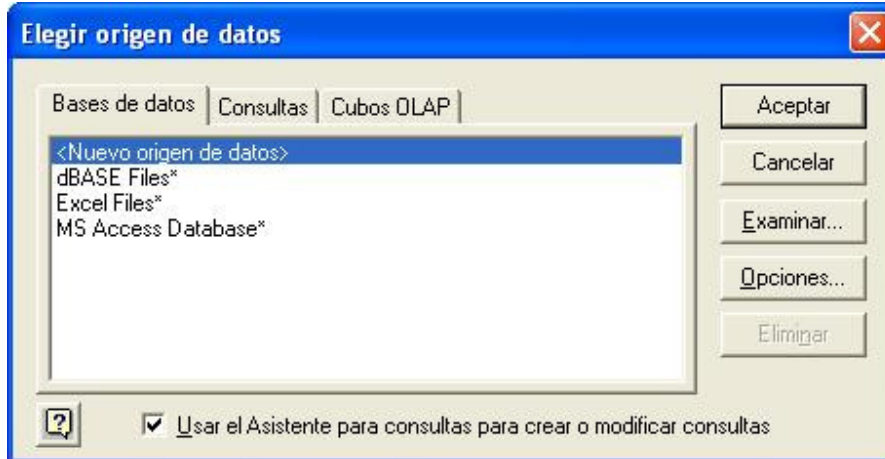 Elegir origen de datos
Bases de datos Consultas Cubos OLAP
<Nuevo origen de datos>
dBASE Files*
Excel Files*
MS Access Database*
Aceptar
Cancelar
Examinar...
Opciones...
Eliminar
Usar el Asistente para consultas para crear o modificar consultas